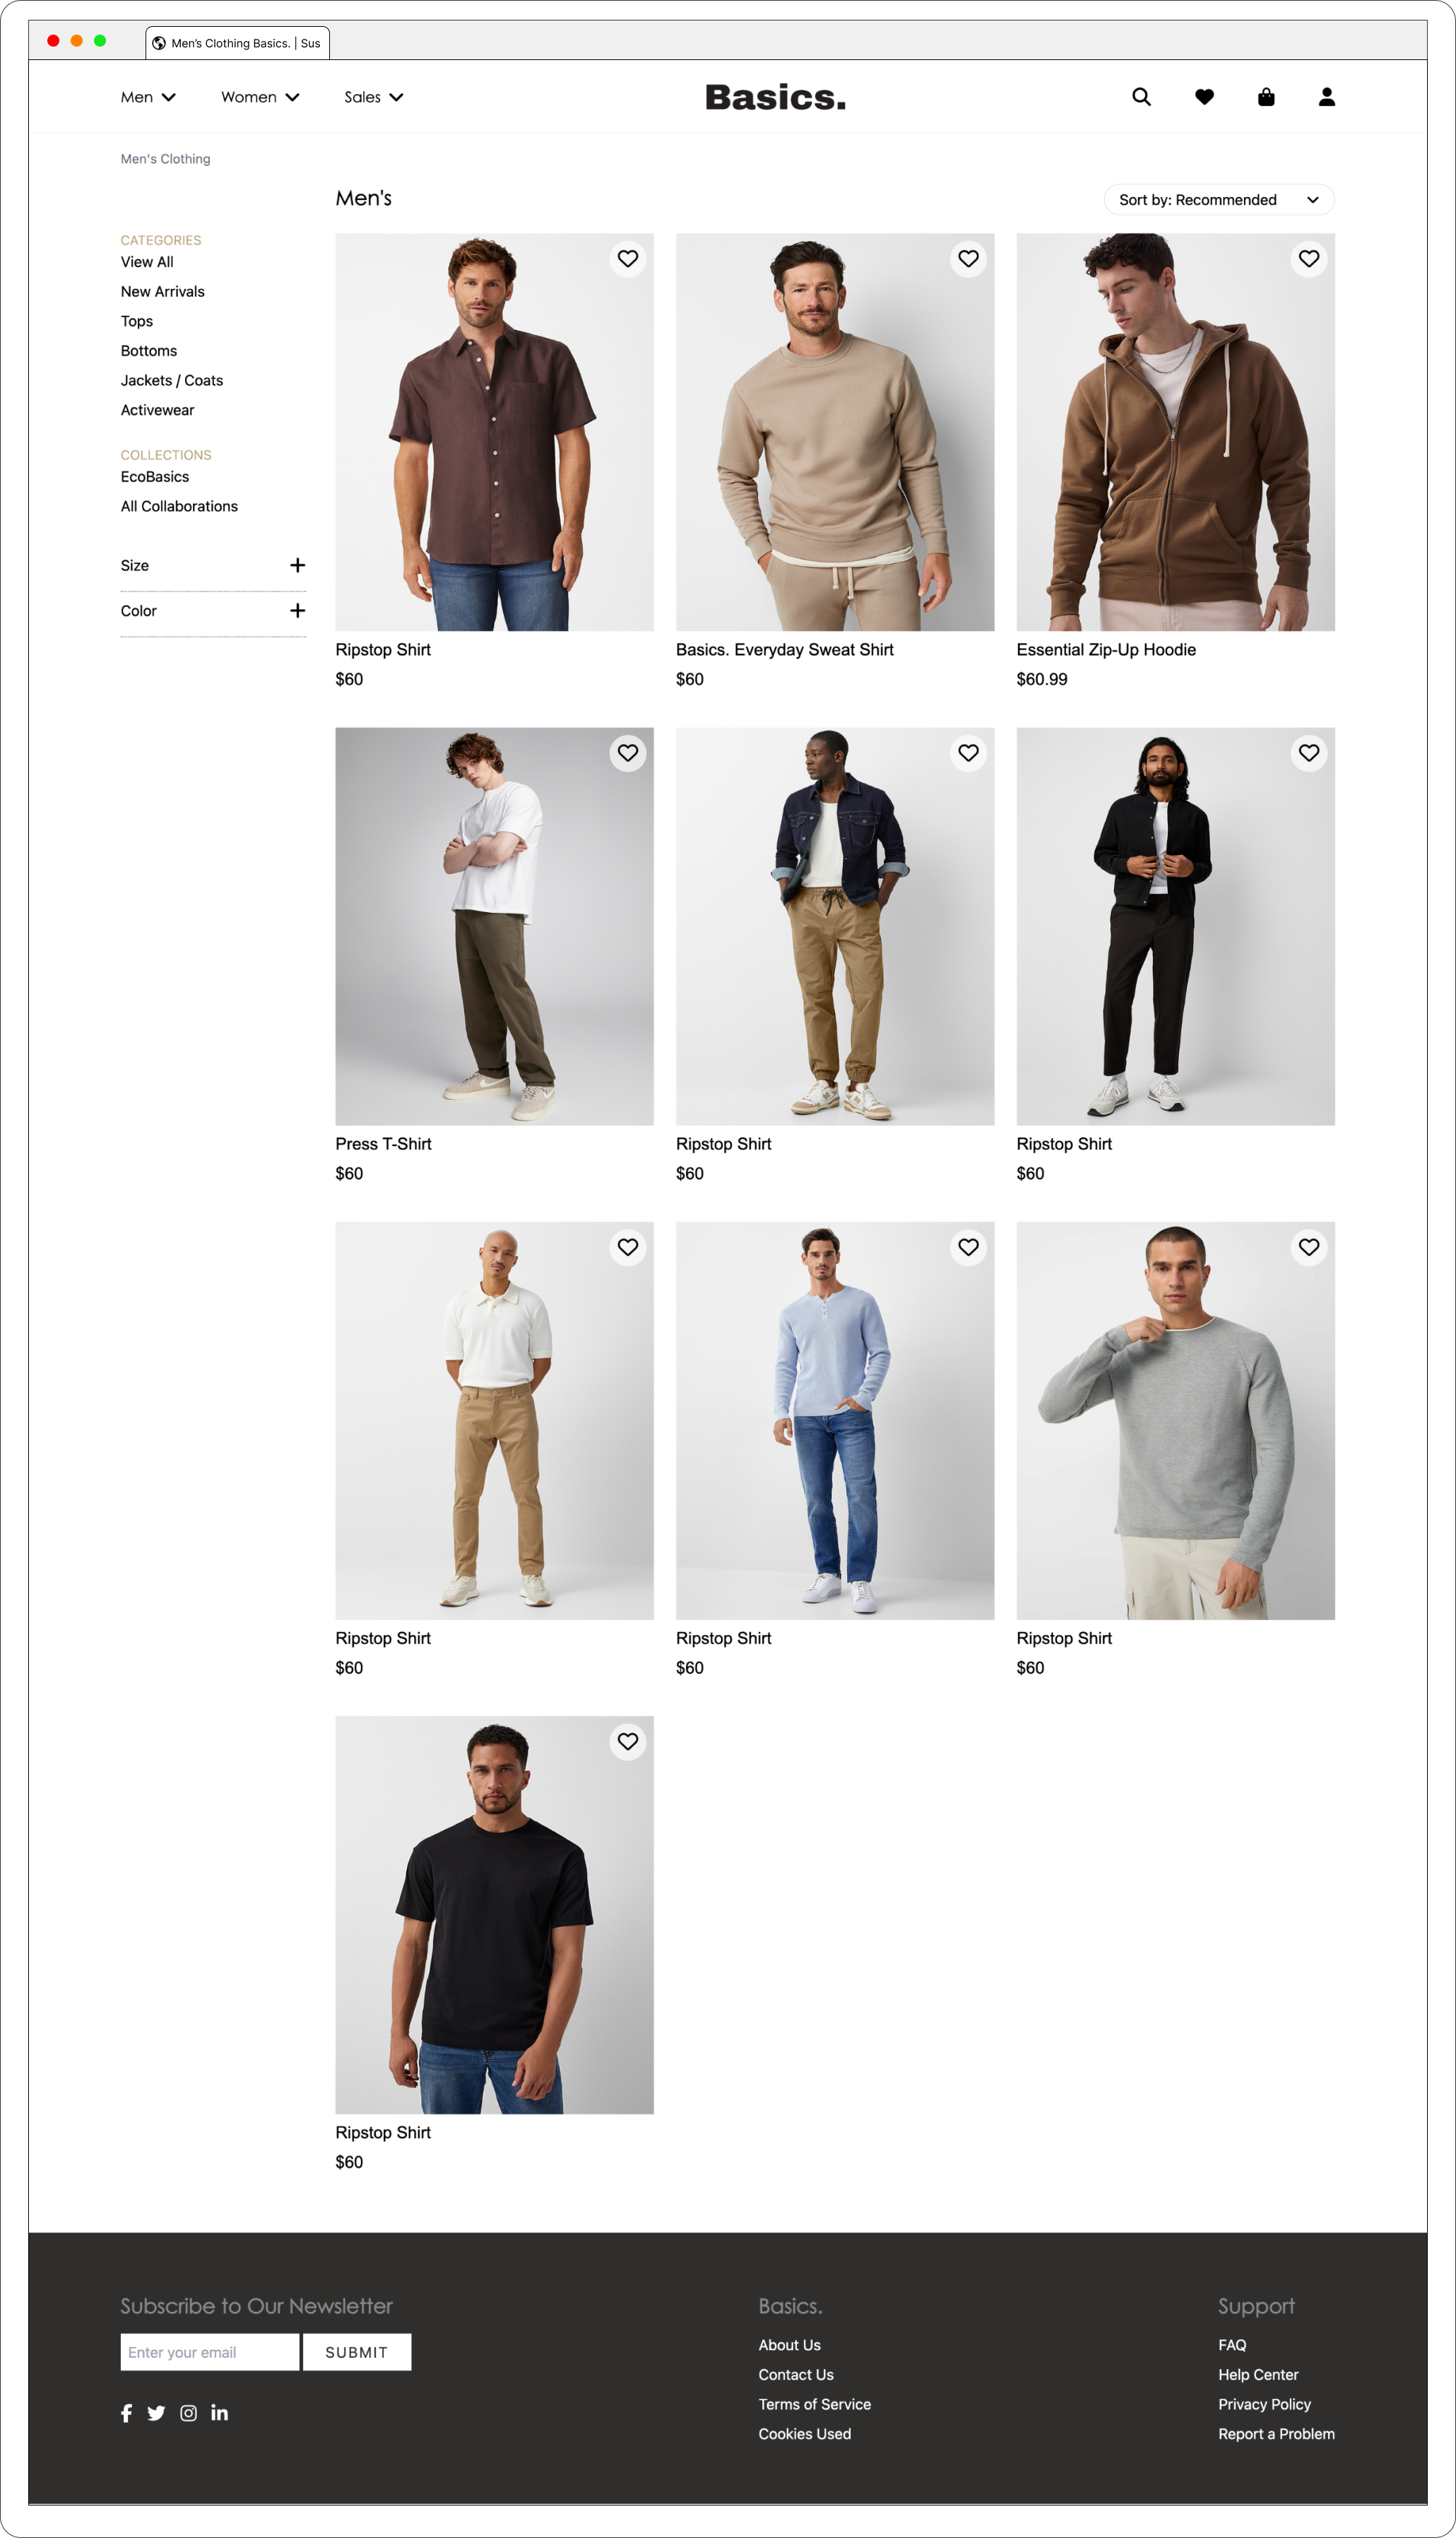 Men’s Clothing Basics. | Sus
Men
Women
Sales
Basics.
Men's Clothing
Men's
Sort by: Recommended
CATEGORIES
View All
New Arrivals
Tops
Bottoms
Jackets / Coats
Activewear
COLLECTIONS
EcoBasics
All Collaborations
Size
Color
Ripstop Shirt
$60
Basics. Everyday Sweat Shirt
$60
Essential Zip-Up Hoodie
$60.99
Press T-Shirt
$60
Ripstop Shirt
$60
Ripstop Shirt
$60
Ripstop Shirt
$60
Ripstop Shirt
$60
Ripstop Shirt
$60
Ripstop Shirt
$60
Subscribe to Our Newsletter
Enter your email
SUBMIT
Basics.
About Us
Contact Us
Terms of Service
Cookies Used
Support
FAQ
Help Center
Privacy Policy
Report a Problem